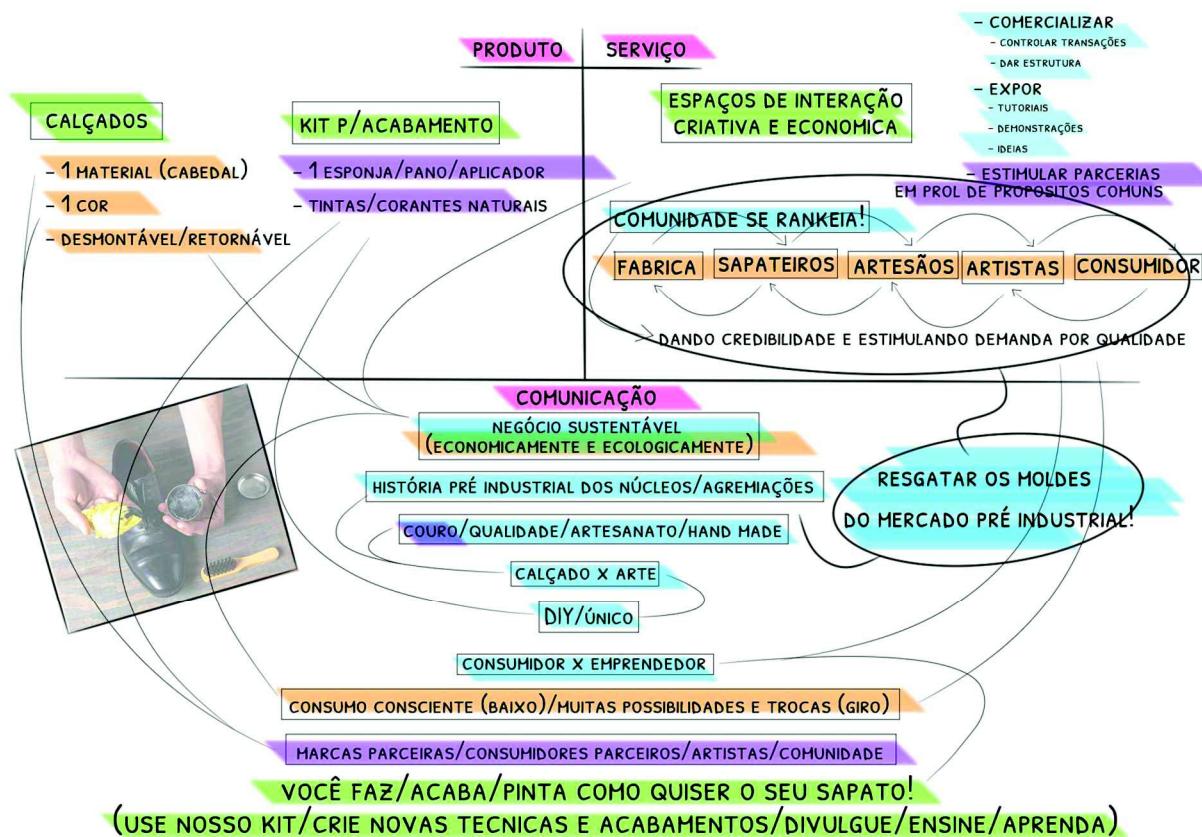 PRODUTO
SERVIÇO
CALÇADOS
- 1 MATERIAL (CABEDAL)
- 1 COR
- DESMONTÁVEL/RETORNÁVEL
KIT P/ACABAMENTO
- 1 ESPONJA/PANO/APLICADOR
- TINTAS/CORANTES NATURAIS
ESPAÇOS DE INTERAÇÃO
CRIATIVA E ECONOMICA
- COMERCIALIZAR
- CONTROLAR TRANSAÇÕES
- DAR ESTRUTURA
- EXPOR
- TUTORIAIS
- DEMONSTRAÇÕES
- IDEIAS
- ESTIMULAR PARCERIAS
EM PROL DE PROPOSITOS COMUNS
COMUNIDADE SE RANKEIA!
FABRICA
SAPATEIROS
ARTESÃOS
ARTISTAS
CONSUMIDOR
DANDO CREDIBILIDADE E ESTIMULANDO DEMANDA POR QUALIDADE
COMUNICAÇÃO
NEGÓCIO SUSTENTÁVEL
(ECONOMICAMENTE E ECOLOGICAMENTE)
HISTÓRIA PRÉ INDUSTRIAL DOS NÚCLEOS/AGREMIAÇÕES
COURO/QUALIDADE/ARTESANATO/HAND MADE
CALÇADO X ARTE
DIY/ÚNICO
RESGATAR OS MOLDES
DO MERCADO PRÉ INDUSTRIAL!
CONSUMIDOR X EMPRENDEDOR
CONSUMO CONSCIENTE (BAIXO)/MUITAS POSSIBILIDADES E TROCAS (GIRO)
MARCAS PARCEIRAS/CONSUMIDORES PARCEIROS/ARTISTAS/COMUNIDADE
VOCÊ FAZ/ACABA/PINTA COMO QUISER O SEU SAPATO!
(USE NOSSO KIT/CRIE NOVAS TECNICAS E ACABAMENTOS/DIVULGUE/ENSINE/APRENDA)